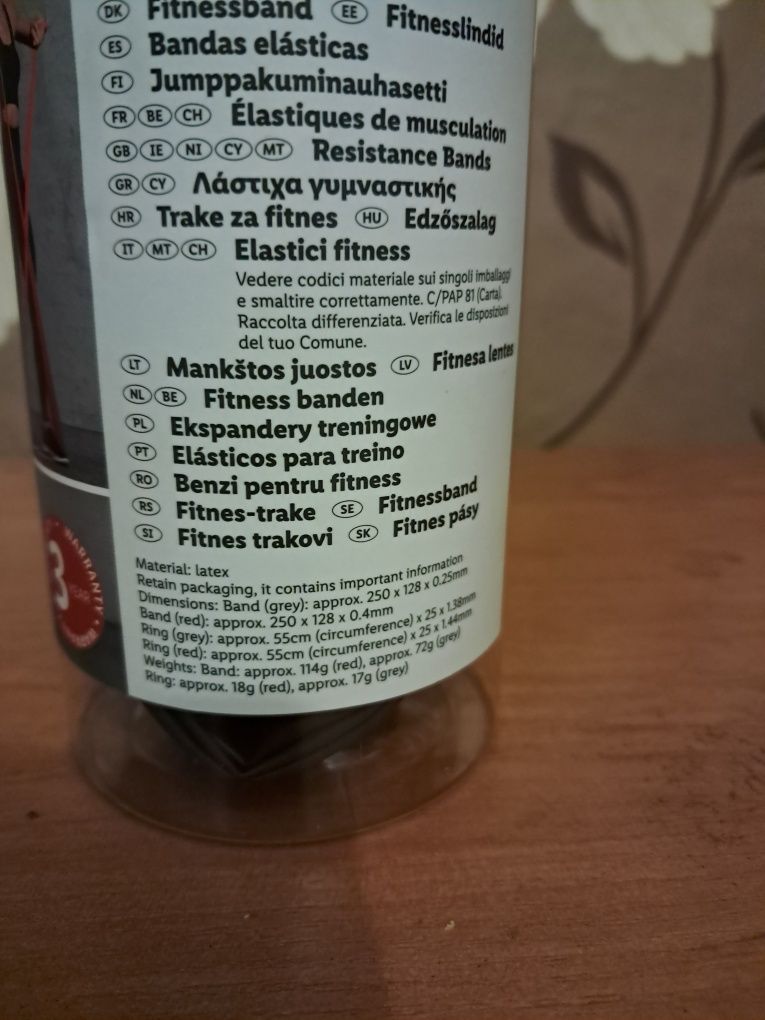 DK Fitnessband EE Fitnesslindid
ES Bandas elásticas
FI Jumppakuminauhasetti
FR BE CH Élastiques de musculation
GB IE NI CY MT Resistance Bands
GR CY Λάστιχα γυμναστικής
HR Trake za fitnes HU Edzőszalag
IT MT CH Elastici fitness
Vedere codici materiale sui singoli imballaggi
e smaltire correttamente. C/PAP 81 (Carta).
Raccolta differenziata. Verifica le disposizioni
del tuo Comune.
LT Mankštos juostos LV Fitnesa lentes
NL BE Fitness banden
PL Ekspandery treningowe
PT Elásticos para treino
RO Benzi pentru fitness
RS Fitnes-trake SE Fitnessband
SI Fitnes trakovi SK Fitnes pásy
Material: latex
Retain packaging, it contains important information
Dimensions: Band (grey): approx. 250 x 128 x 0.25mm
Band (red): approx. 250 x 128 x 0.4mm
Ring (grey): approx. 55cm (circumference) x 25 x 1.38mm
Ring (red): approx. 55cm (circumference) x 25 x 1.44mm
Weights: Band: approx. 114g (red), approx. 72g (grey)
Ring: approx. 18g (red), approx. 17g (grey)
WARRANTY
3 YEAR